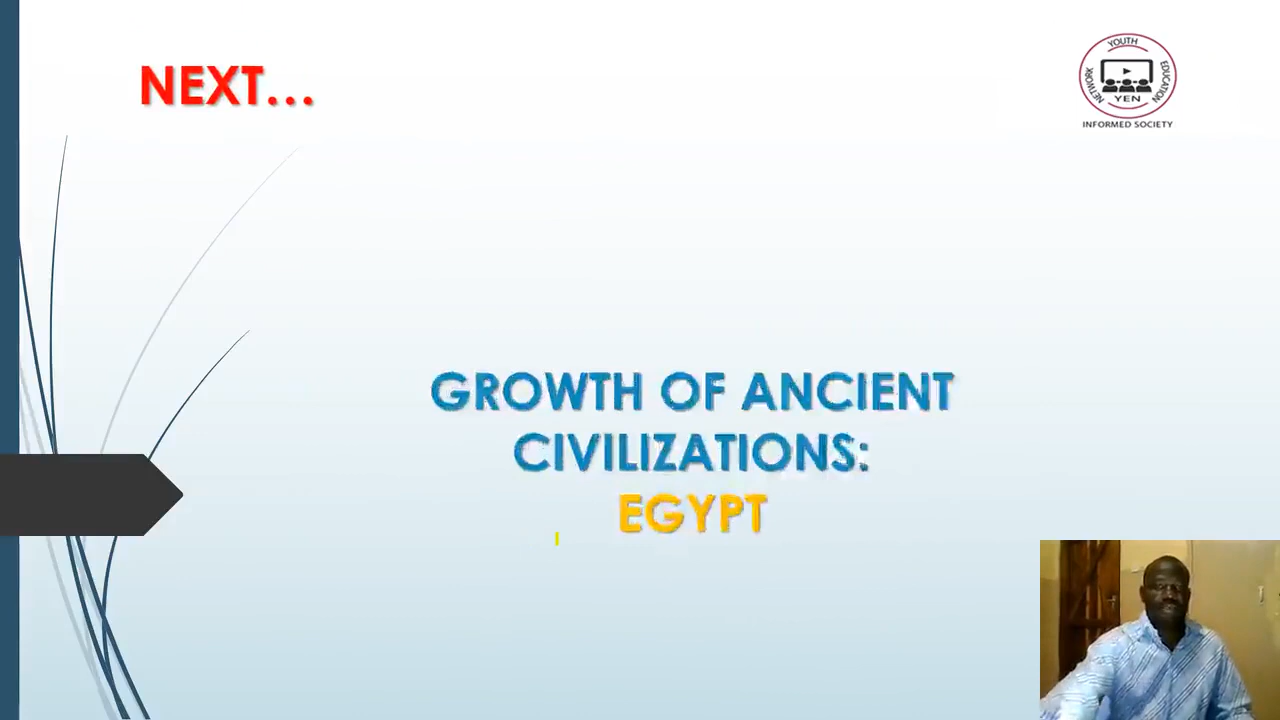 NEXT...
YOUTH
EDUCATION
NETWORK
YEN
INFORMED SOCIETY
GROWTH OF ANCIENT
CIVILIZATIONS:
EGYPT